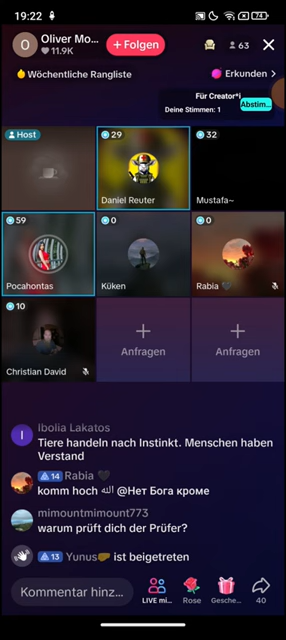 19:22
74
O
Oliver Mo...
11.9K
+ Folgen
63
Wöchentliche Rangliste
Erkunden >
Für Creator*i
Deine Stimmen: 1
Abstim...
Host
29
Daniel Reuter
32
Mustafa~
59
Pocahontas
0
Küken
0
Rabia 🖤
10
Christian David
Anfragen
Anfragen
I
Ibolia Lakatos
Tiere handeln nach Instinkt. Menschen haben
Verstand
14 Rabia 🖤
komm hoch ﷲ @Нет Бога кроме
mimountmimount773
warum prüft dich der Prüfer?
13 Yunus🤛 ist beigetreten
Kommentar hinz...
LIVE mi...
Rose
Gesche...
40